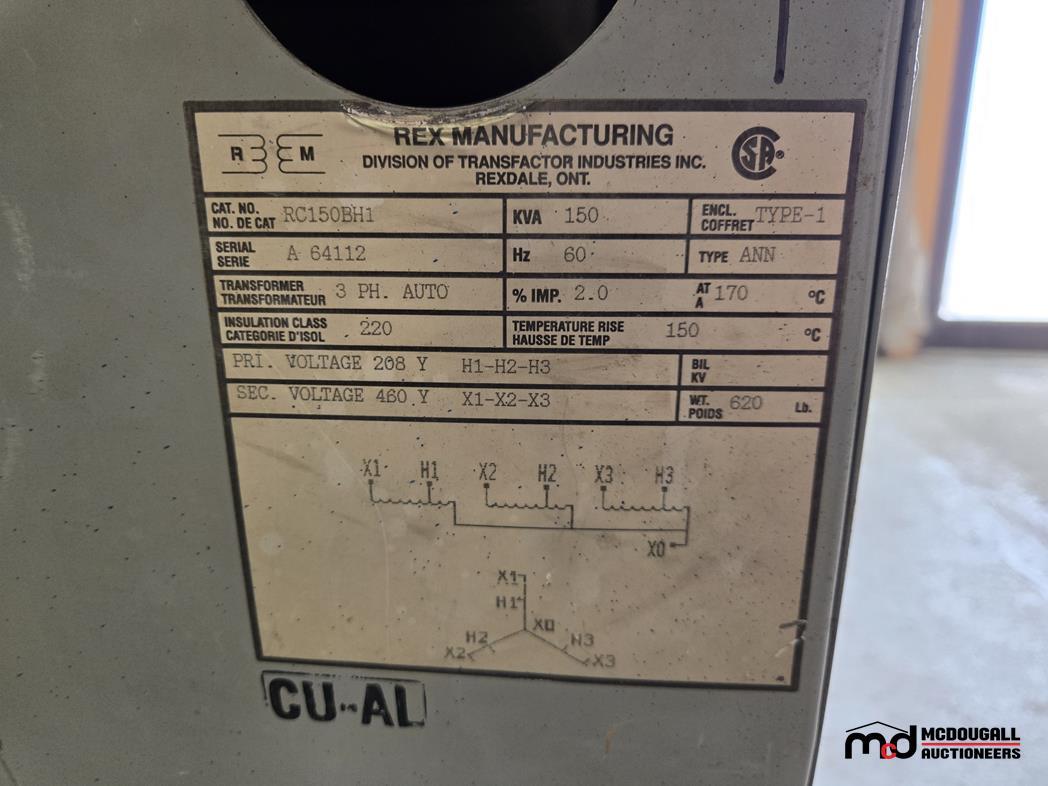 REX MANUFACTURING
DIVISION OF TRANSFACTOR INDUSTRIES INC.
REXDALE, ONT.
R M
SA®
CAT. NO.
NO. DE CAT RC150BH1
KVA 150
ENCL.
COFFRET TYPE-1
SERIAL
SERIE A 64112
Hz 60
TYPE ANN
TRANSFORMER
TRANSFORMATEUR 3 PH. AUTO
% IMP. 2.0
AT
A 170 °C
INSULATION CLASS
CATEGORIE D'ISOL 220
TEMPERATURE RISE
HAUSSE DE TEMP 150 °C
PRI. VOLTAGE 208 Y H1-H2-H3
BIL
KV
SEC. VOLTAGE 460 Y X1-X2-X3
WT.
POIDS 620 Lb.
X1 H1 X2 H2 X3 H3
X0
X1
H1
X0
H2 H3
X2 X3
CU-AL
mcd MCDOUGALL
AUCTIONEERS